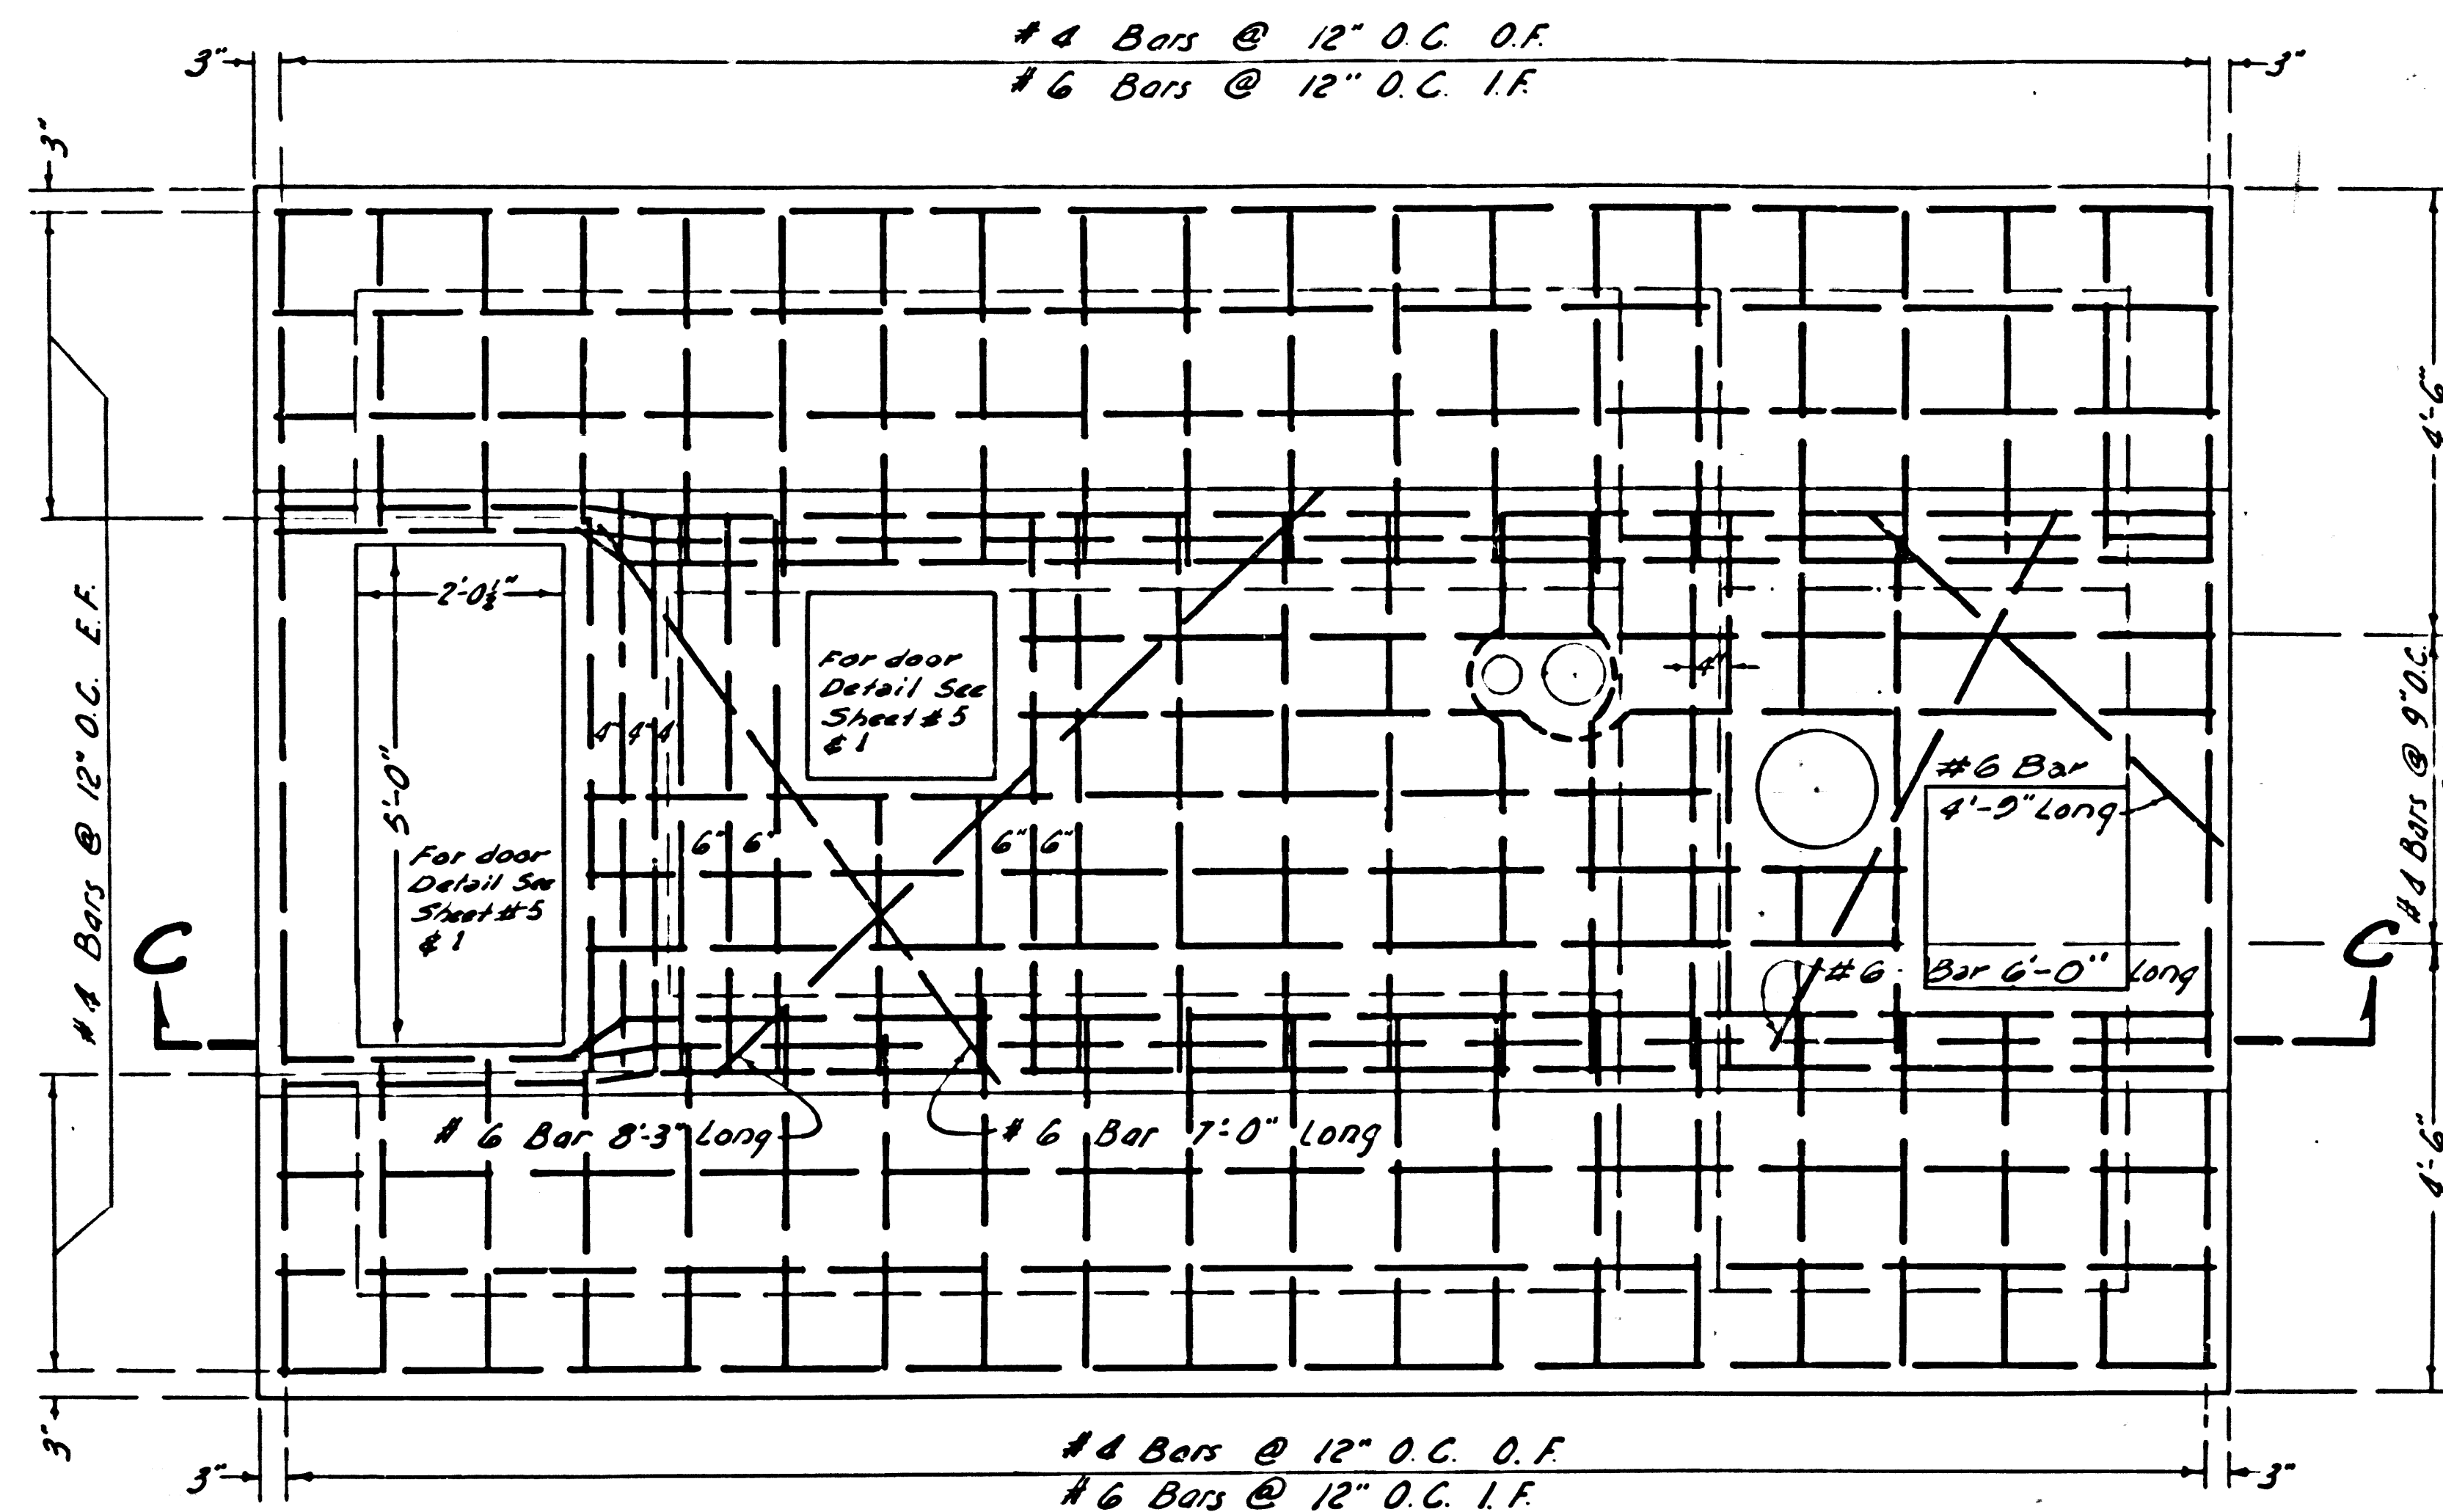 # 4 Bars @ 12" O.C. O.F.
3"
3"
# 6 Bars @ 12" O.C. I.F.
3"
4'-6"
2'-0½"
# 4 Bars @ 12" O.C. E.F.
5'-0"
For door
Detail See
Sheet # 5
& 1
4"
4" 4" 4"
#6 Bar
4'-9" Long
# 4 Bars @ 9" O.C.
6" 6"
6" 6"
For door
Detail See
Sheet # 5
& 1
C
C
# 6 Bar 6'-0" Long
# 6 Bar 8'-3" Long
# 6 Bar 7'-0" Long
4'-6"
3"
# 4 Bars @ 12" O.C. O.F.
3"
3"
# 6 Bars @ 12" O.C. I.F.